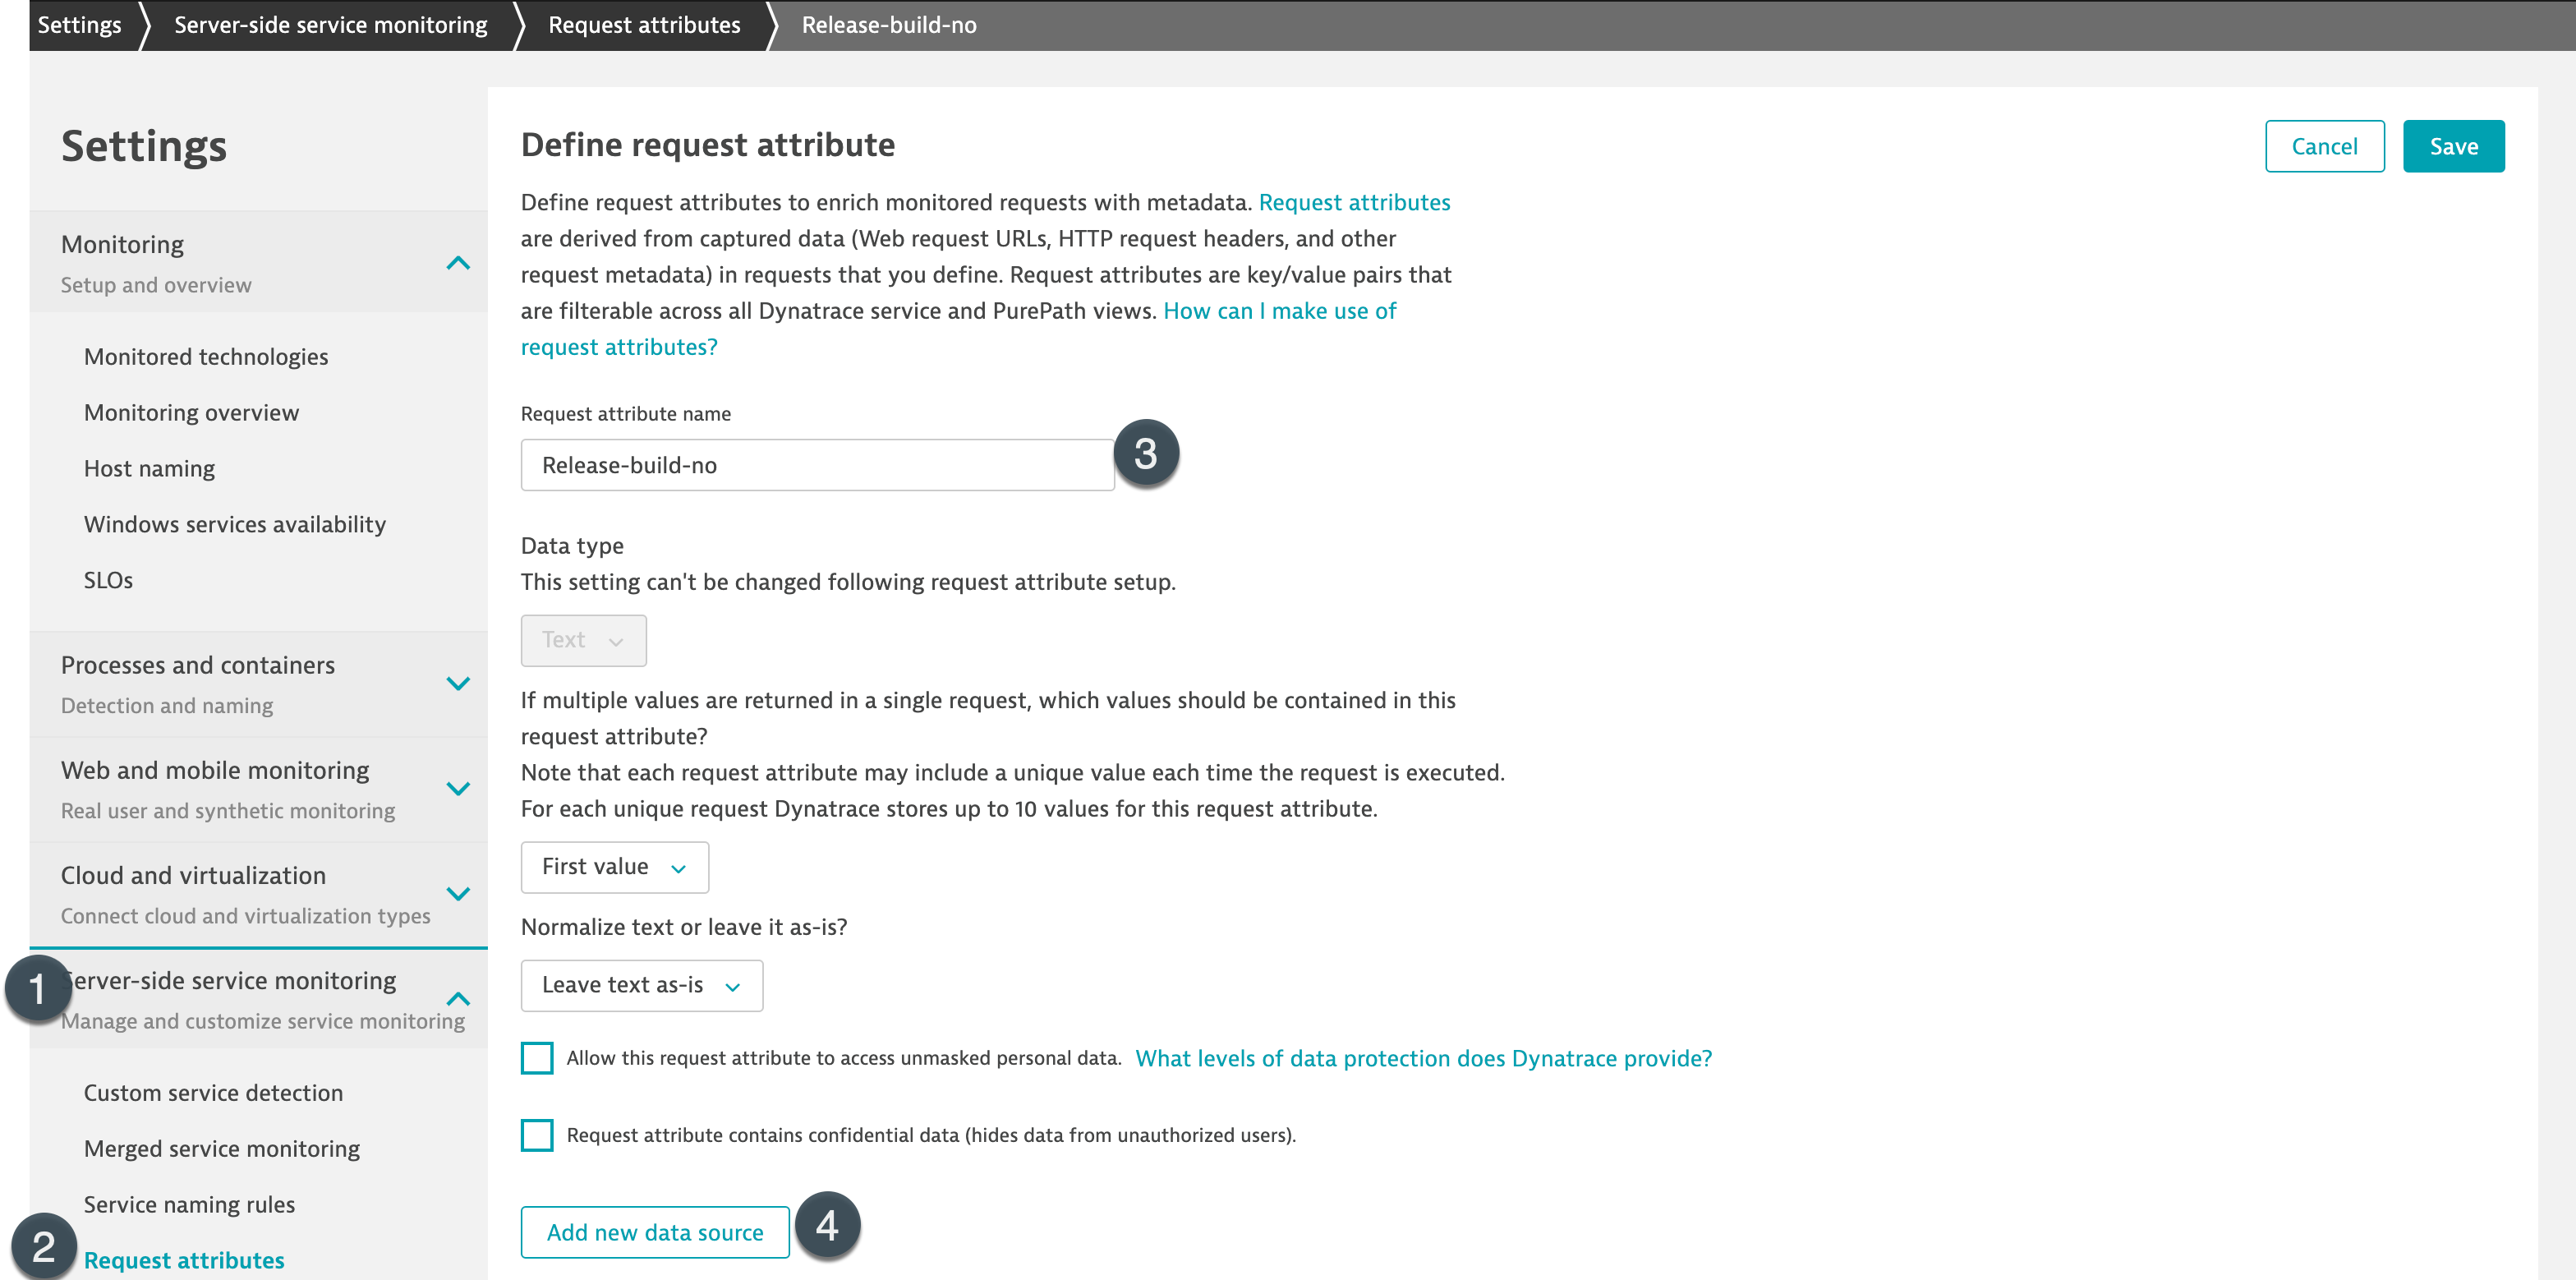 Settings
Server-side service monitoring
Request attributes
Release-build-no
Settings
Monitoring
Setup and overview
Monitored technologies
Monitoring overview
Host naming
Windows services availability
SLOs
Processes and containers
Detection and naming
Web and mobile monitoring
Real user and synthetic monitoring
Cloud and virtualization
Connect cloud and virtualization types
1
Server-side service monitoring
Manage and customize service monitoring
Custom service detection
Merged service monitoring
Service naming rules
2
Request attributes
Define request attribute
Cancel
Save
Define request attributes to enrich monitored requests with metadata. Request attributes
are derived from captured data (Web request URLs, HTTP request headers, and other
request metadata) in requests that you define. Request attributes are key/value pairs that
are filterable across all Dynatrace service and PurePath views. How can I make use of
request attributes?
Request attribute name
Release-build-no
3
Data type
This setting can't be changed following request attribute setup.
Text
If multiple values are returned in a single request, which values should be contained in this
request attribute?
Note that each request attribute may include a unique value each time the request is executed.
For each unique request Dynatrace stores up to 10 values for this request attribute.
First value
Normalize text or leave it as-is?
Leave text as-is
Allow this request attribute to access unmasked personal data. What levels of data protection does Dynatrace provide?
Request attribute contains confidential data (hides data from unauthorized users).
Add new data source
4